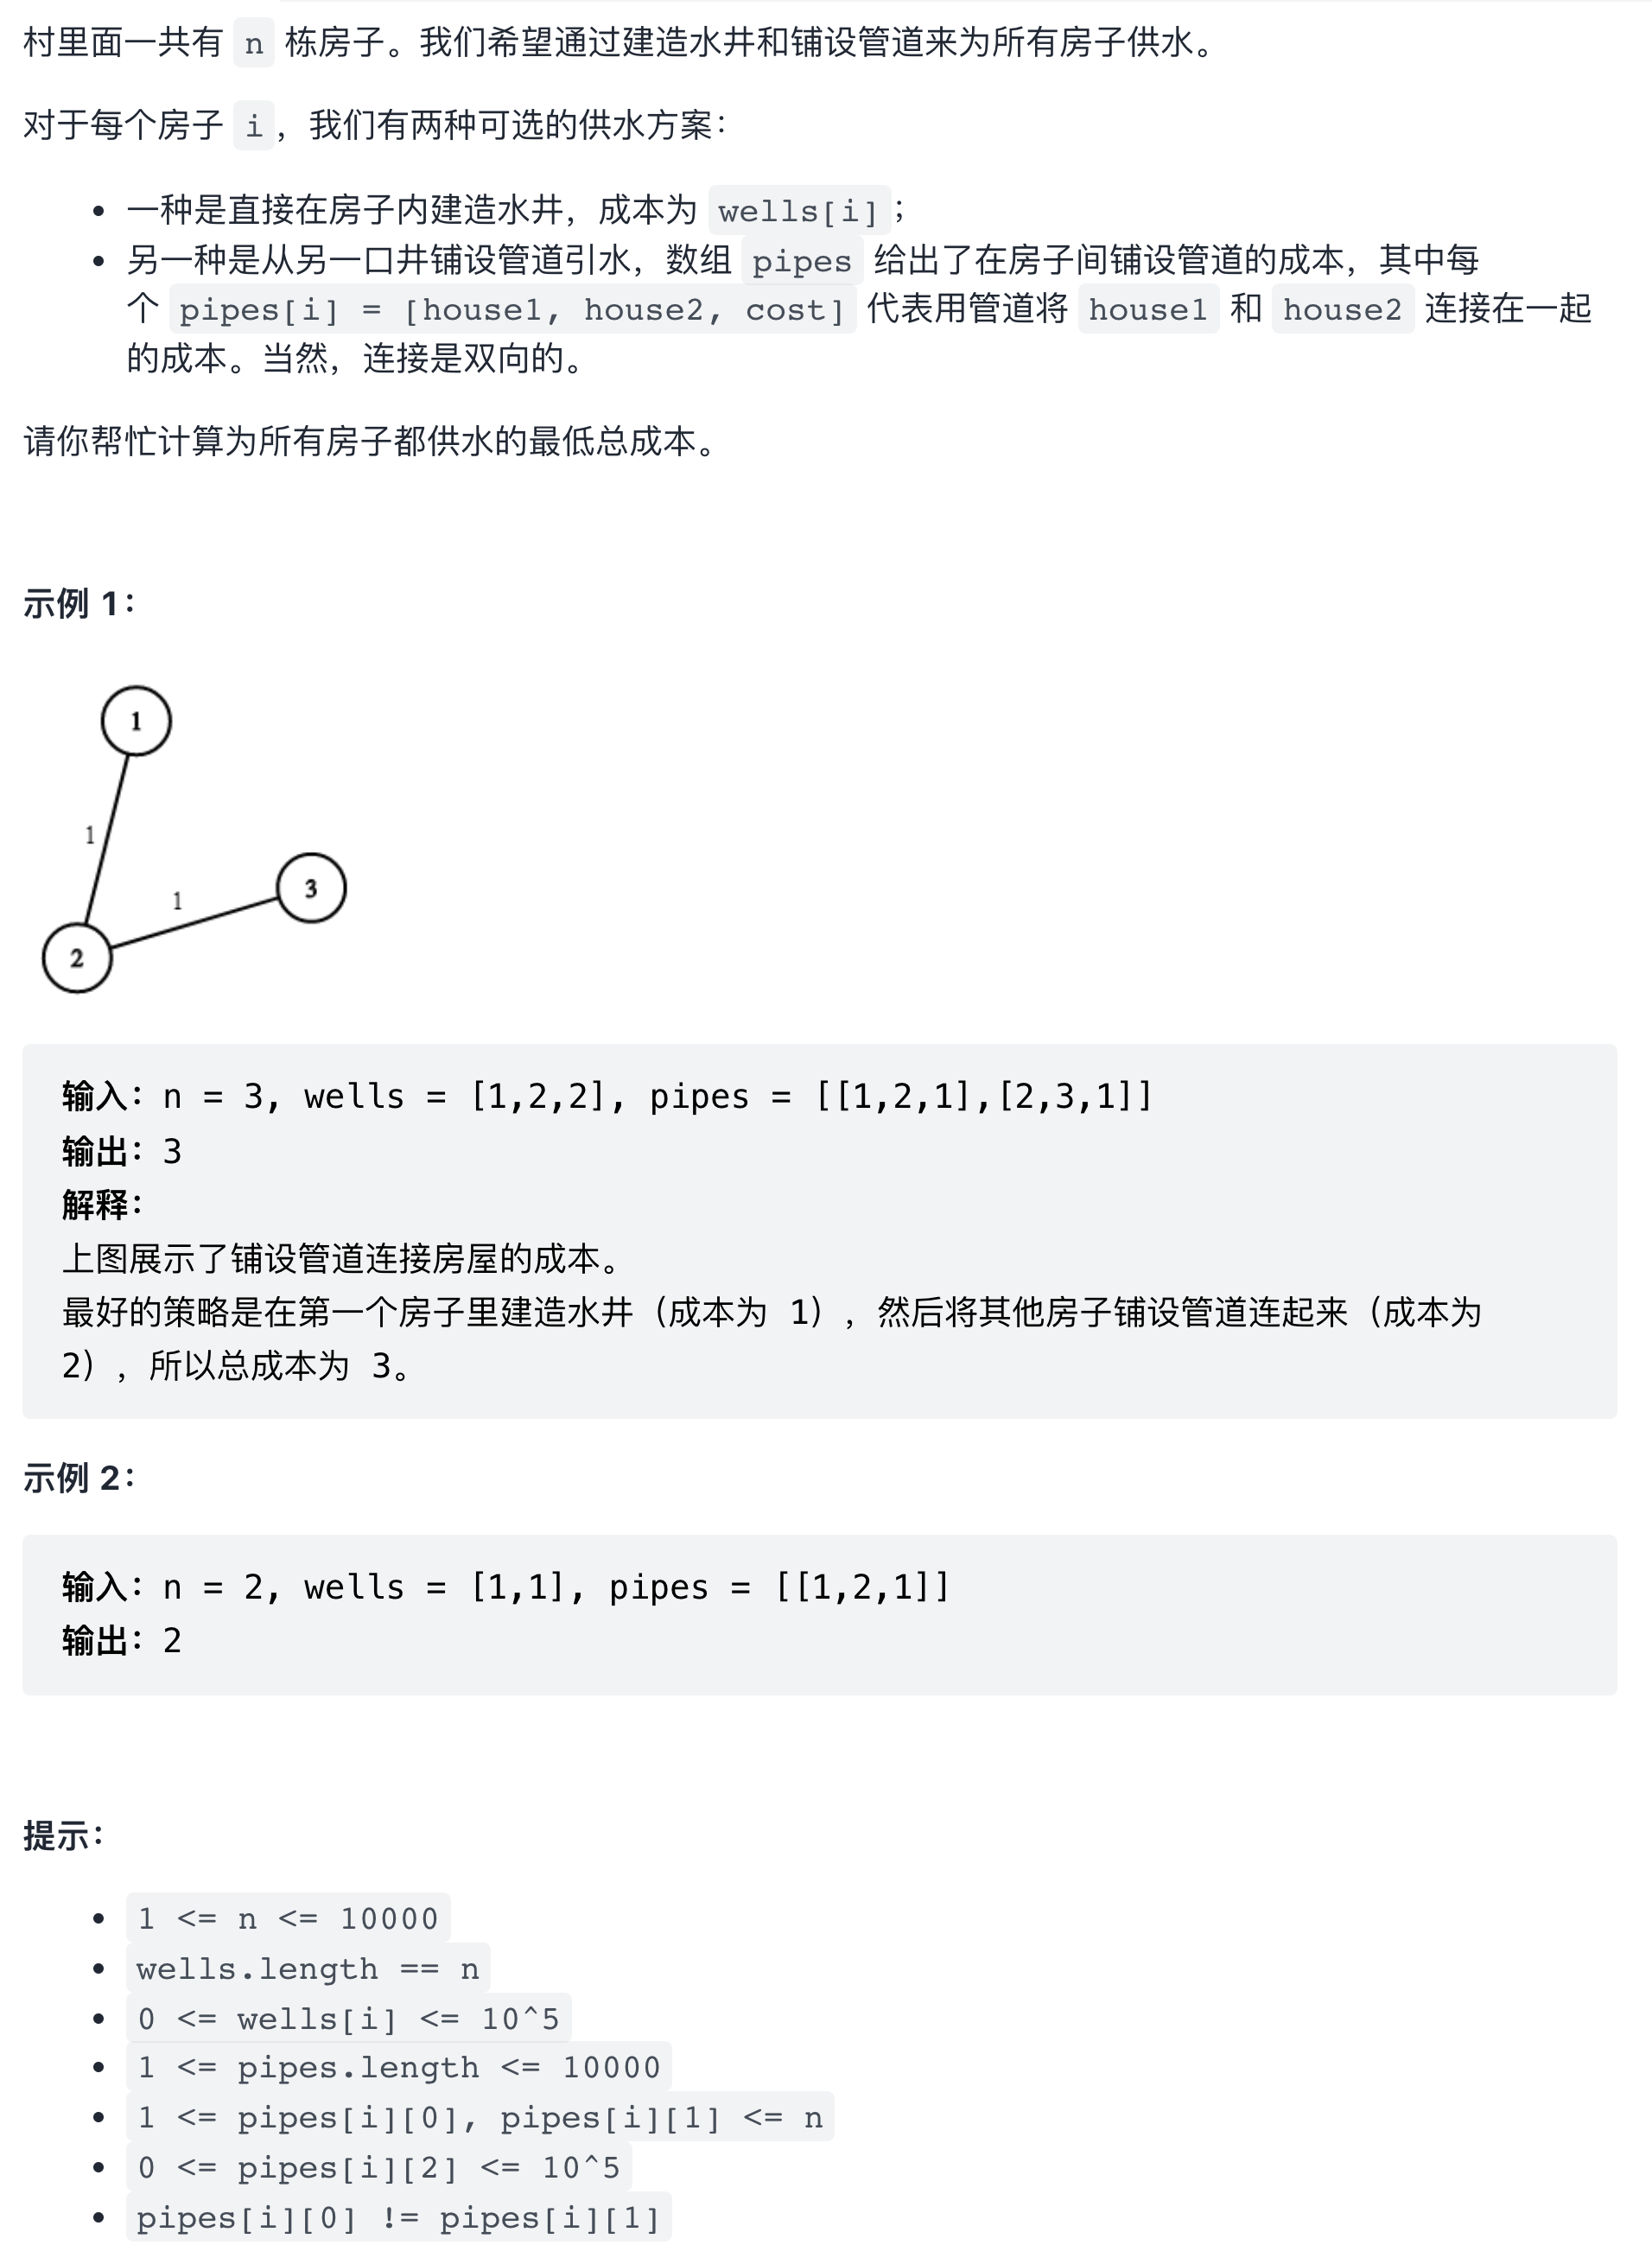 村里面一共有 n 栋房子。我们希望通过建造水井和铺设管道来为所有房子供水。
对于每个房子 i，我们有两种可选的供水方案：
• 一种是直接在房子内建造水井，成本为 wells[i]；
• 另一种是从另一口井铺设管道引水，数组 pipes 给出了在房子间铺设管道的成本，其中每
个 pipes[i] = [house1, house2, cost] 代表用管道将 house1 和 house2 连接在一起
的成本。当然，连接是双向的。
请你帮忙计算为所有房子都供水的最低总成本。
示例 1：
1
1
1
3
2
输入：n = 3, wells = [1,2,2], pipes = [[1,2,1],[2,3,1]]
输出：3
解释：
上图展示了铺设管道连接房屋的成本。
最好的策略是在第一个房子里建造水井（成本为 1），然后将其他房子铺设管道连起来（成本为
2），所以总成本为 3。
示例 2：
输入：n = 2, wells = [1,1], pipes = [[1,2,1]]
输出：2
提示：
• 1 <= n <= 10000
• wells.length == n
• 0 <= wells[i] <= 10^5
• 1 <= pipes.length <= 10000
• 1 <= pipes[i][0], pipes[i][1] <= n
• 0 <= pipes[i][2] <= 10^5
• pipes[i][0] != pipes[i][1]